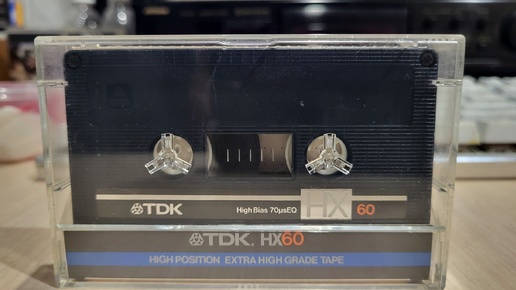 TDK High Bias 70µsEQ HX 60
TDK. HX60
HIGH POSITION EXTRA HIGH GRADE TAPE